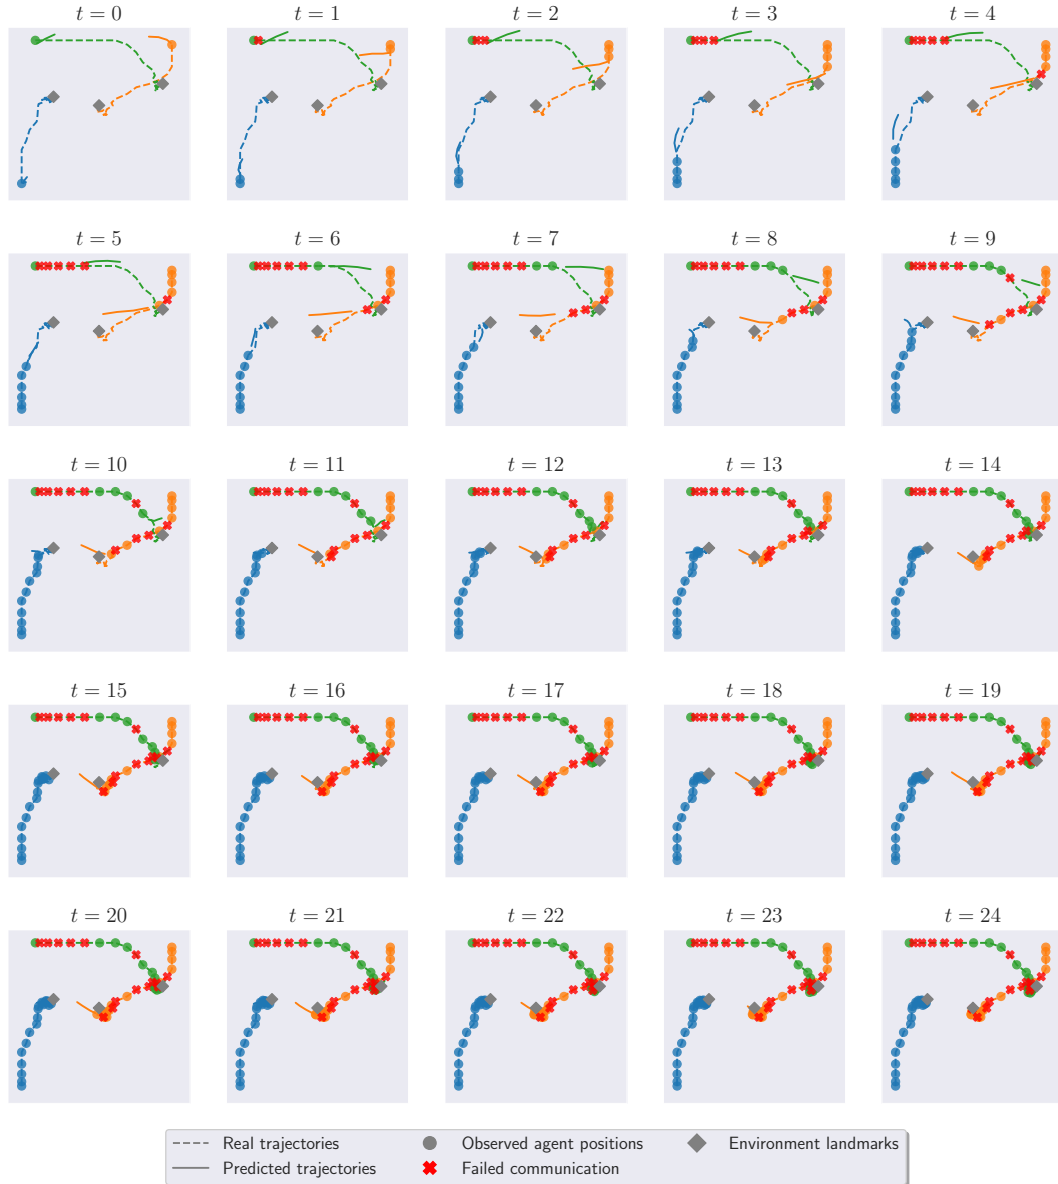 t = 0
t = 1
t = 2
t = 3
t = 4
t = 5
t = 6
t = 7
t = 8
t = 9
t = 10
t = 11
t = 12
t = 13
t = 14
t = 15
t = 16
t = 17
t = 18
t = 19
t = 20
t = 21
t = 22
t = 23
t = 24
Real trajectories
Observed agent positions
Environment landmarks
Predicted trajectories
Failed communication